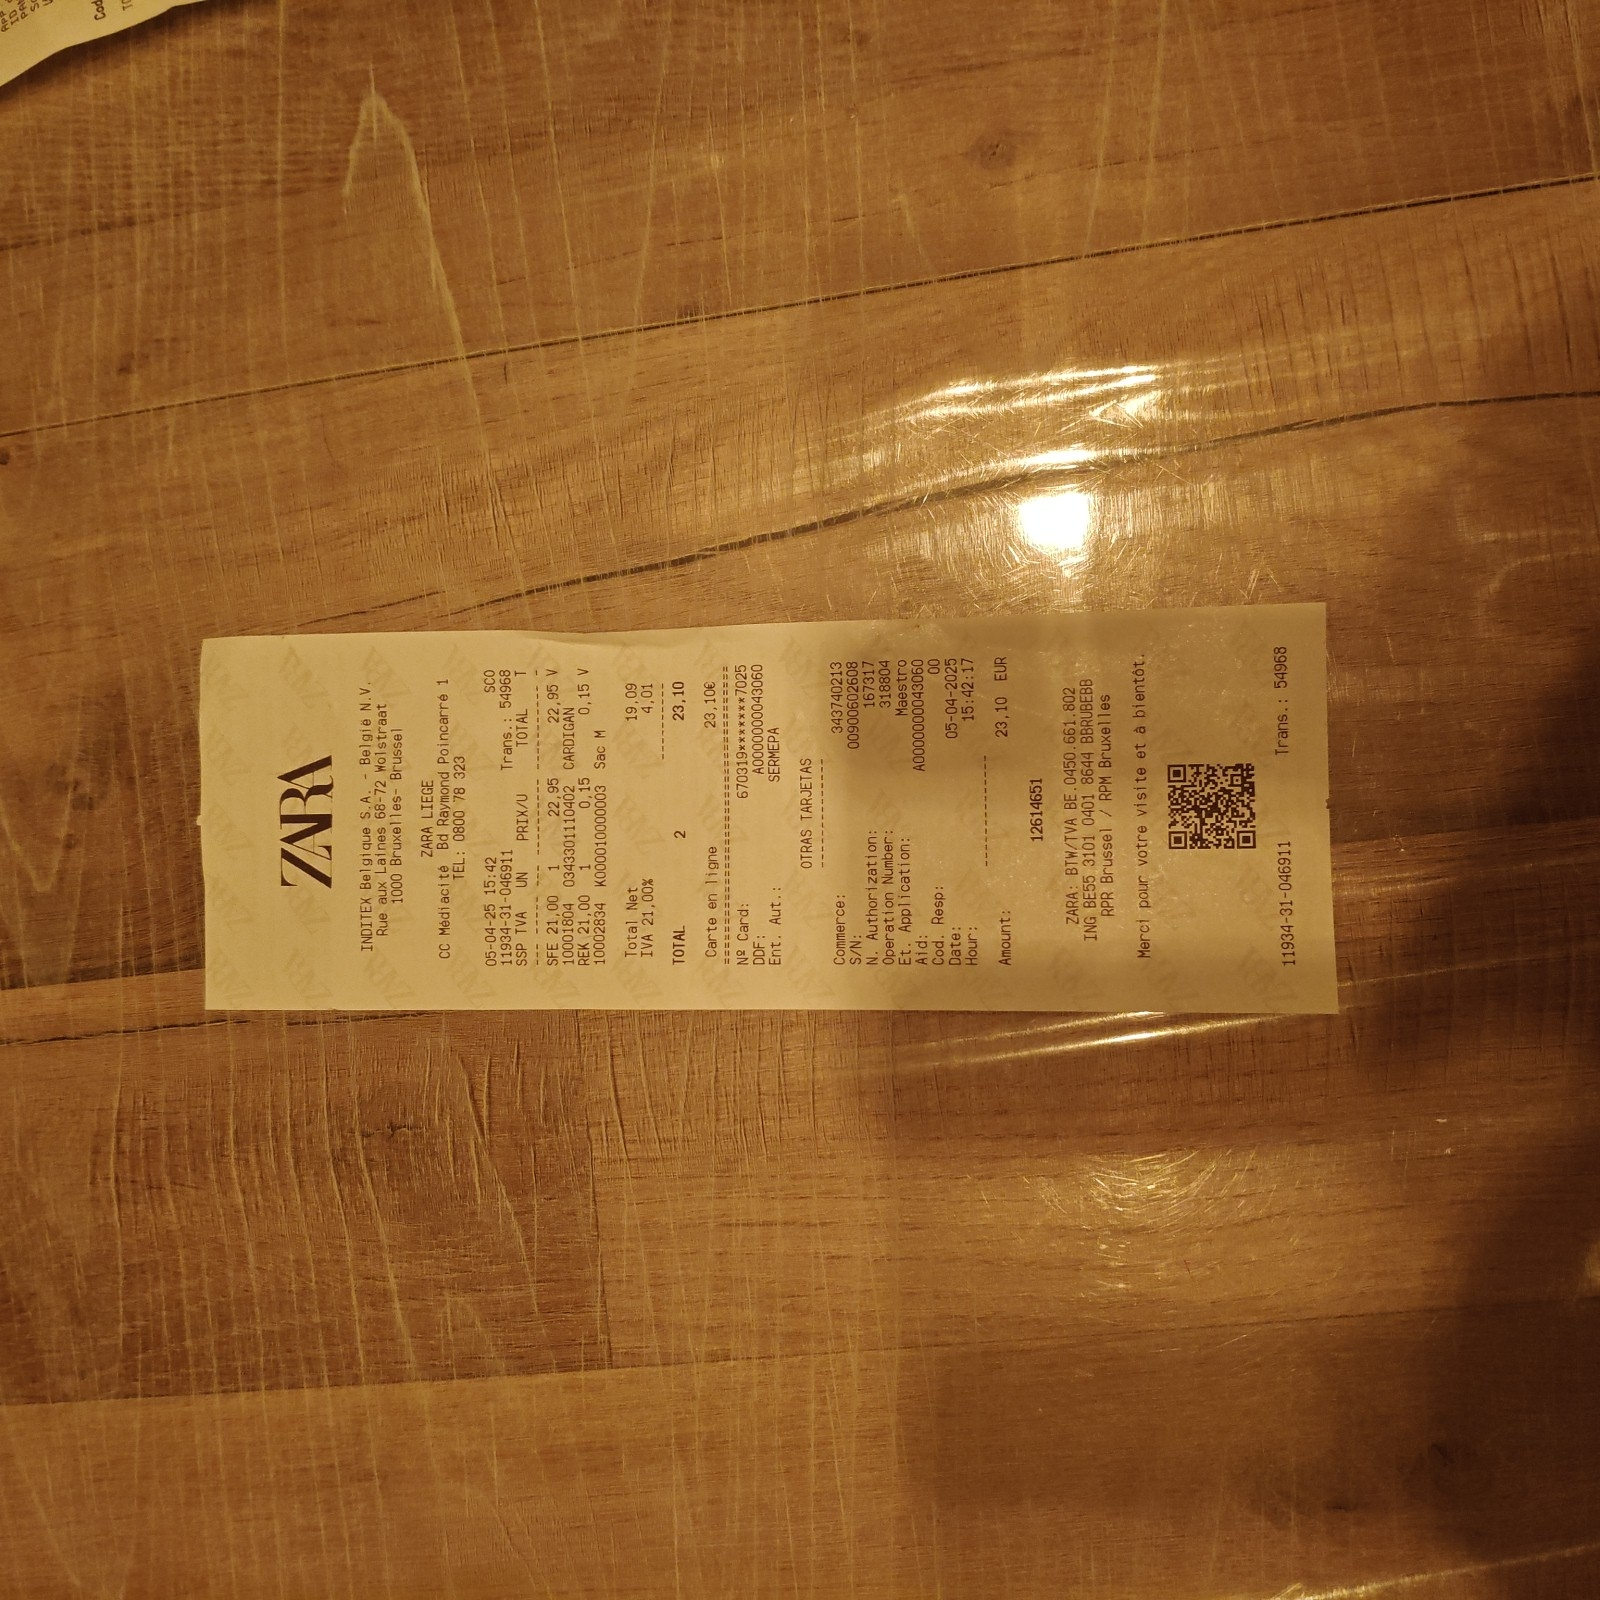 ZARA
INDITEX Belgique S.A. - België N.V.
Rue aux Laines 68-72 Wolstraat
1000 Bruxelles- Brussel
ZARA LIEGE
CC Médiacité Bd Raymond Poincarré 1
TEL: 0800 78 323
05-04-25 15:42 SCO
11934-31-046911 Trans.: 54968
SSP TVA UN PRIX/U TOTAL T
SFE 21,00 1 22,95 22,95 V
10001804 03433011110402 CARDIGAN
REK 21,00 1 0,15 0,15 V
10002834 K0000100000003 Sac M
Total Net 19,09
IVA 21,00% 4,01
TOTAL 2 23,10
Carte en ligne 23,10€
Nº Card: 670319*********7025
DDF: A0000000043060
Ent. Aut.: SERMEPA
OTRAS TARJETAS
Commerce: 343740213
S/N: 00900602608
N. Authorization: 167317
Operation Number: 318804
Et. Application: Maestro
Aid: A0000000043060
Cod. Resp: 00
Date: 05-04-2025
Hour: 15:42:17
Amount: 23,10 EUR
12614651
ZARA: BTW/TVA BE.0450.661.802
ING BE55 3101 0401 8644 BBRUBEBB
RPR Brussel / RPM Bruxelles
Merci pour votre visite et à bientôt.
11934-31-046911 Trans.: 54968